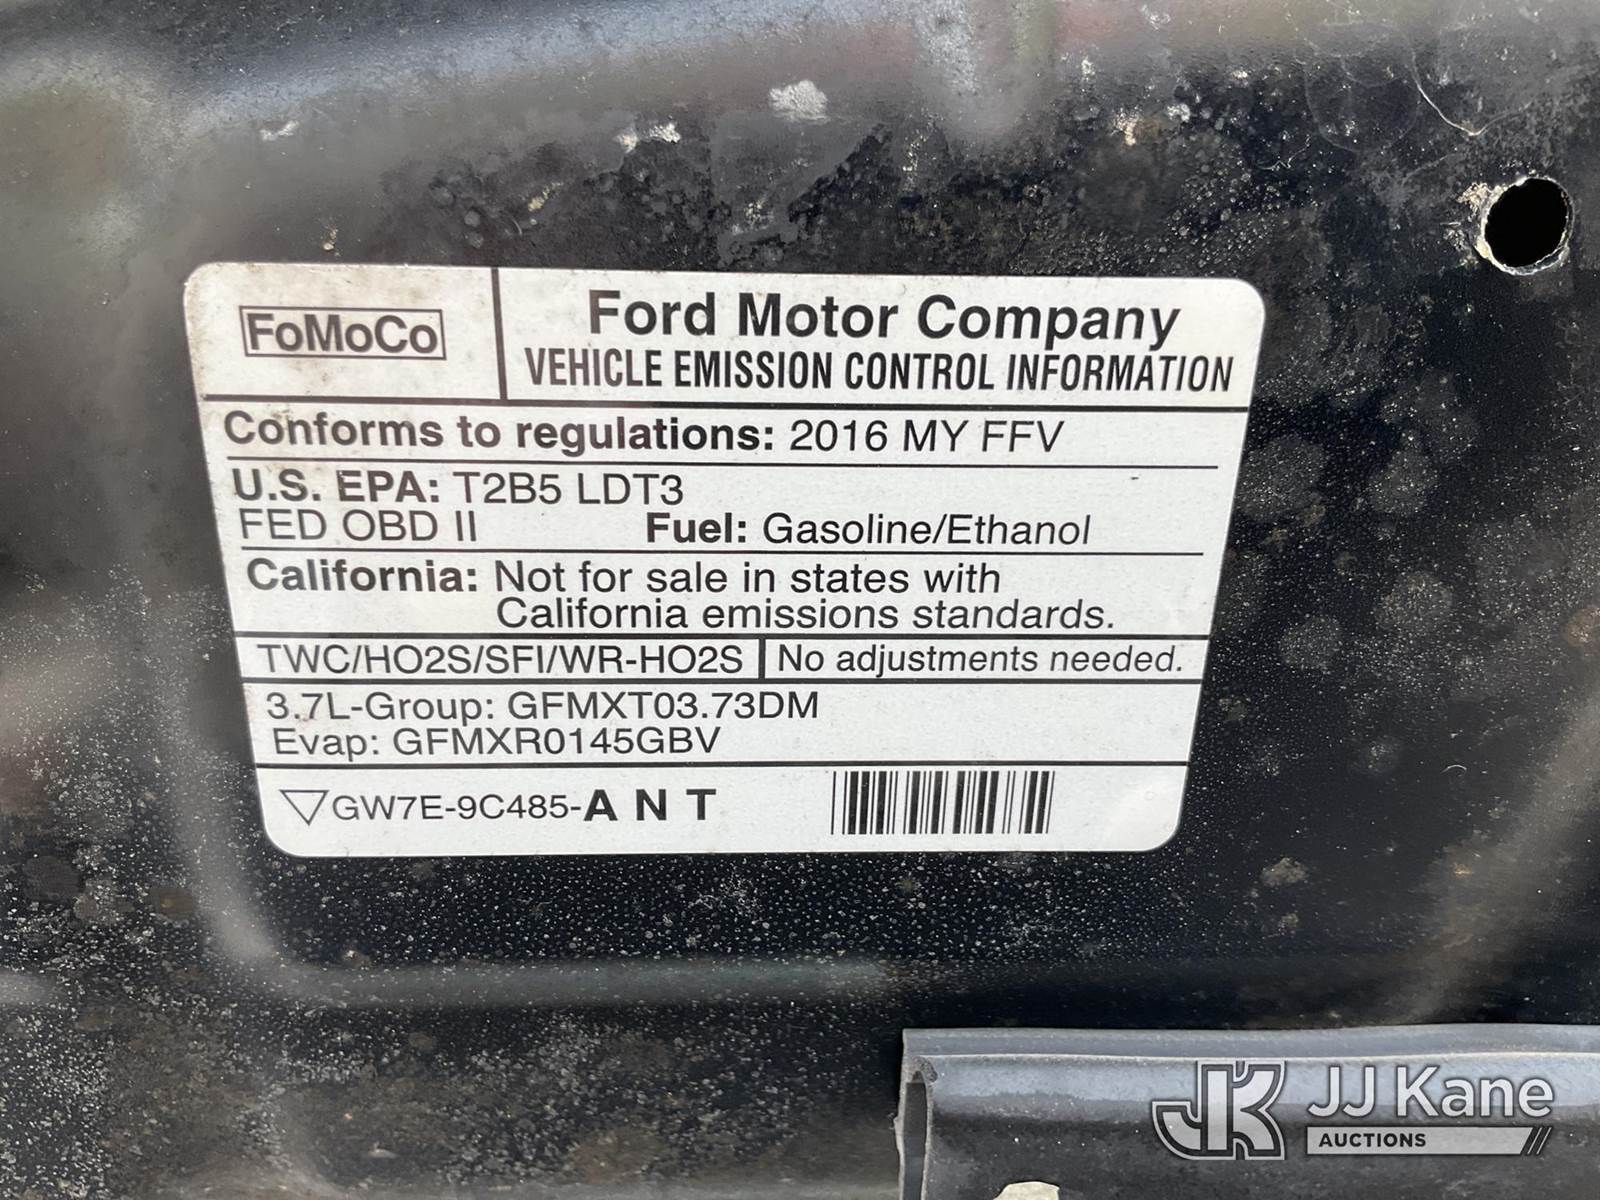 FoMoCo
Ford Motor Company
VEHICLE EMISSION CONTROL INFORMATION
Conforms to regulations: 2016 MY FFV
U.S. EPA: T2B5 LDT3
FED OBD II Fuel: Gasoline/Ethanol
California: Not for sale in states with
California emissions standards.
TWC/HO2S/SFI/WR-HO2S No adjustments needed.
3.7L-Group: GFMXT03.73DM
Evap: GFMXR0145GBV
GW7E-9C485-A N T
JK JJ Kane
AUCTIONS